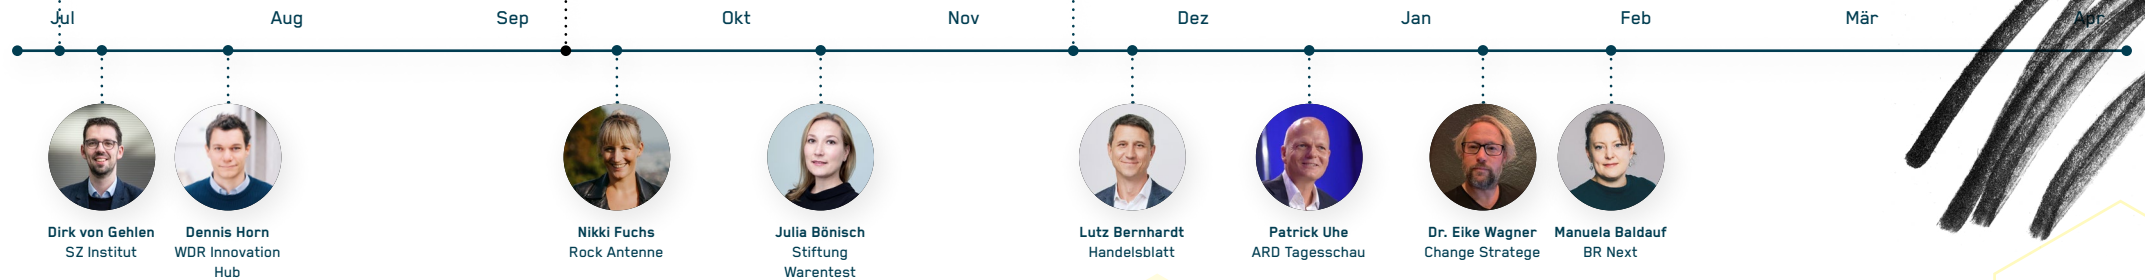 Jul Aug Sep Okt Nov Dez Jan Feb Mär Apr
Dirk von Gehlen
SZ Institut
Dennis Horn
WDR Innovation
Hub
Nikki Fuchs
Rock Antenne
Julia Bönisch
Stiftung
Warentest
Lutz Bernhardt
Handelsblatt
Patrick Uhe
ARD Tagesschau
Dr. Eike Wagner
Change Stratege
Manuela Baldauf
BR Next